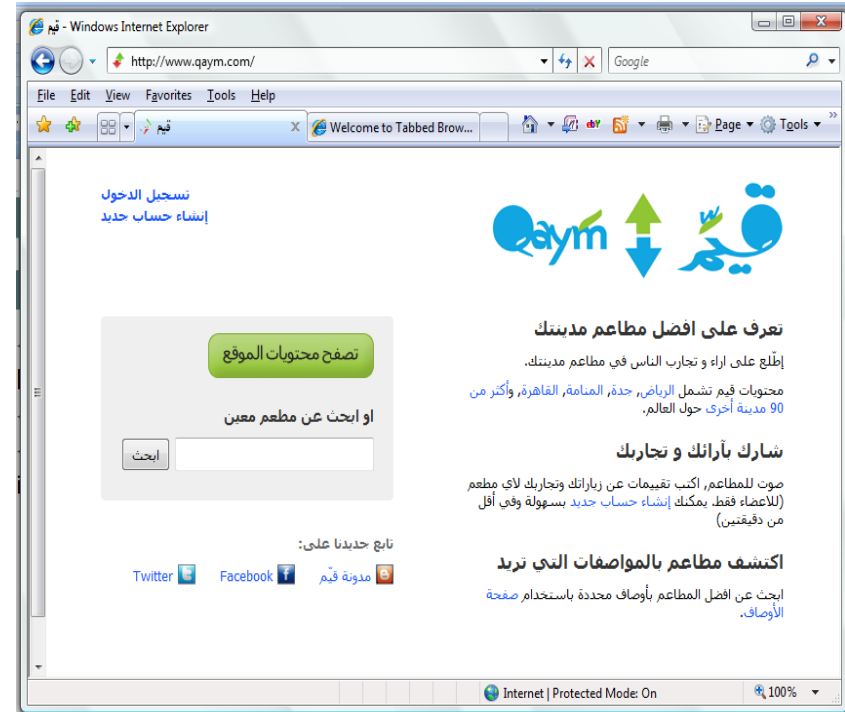 قيم - Windows Internet Explorer
http://www.qaym.com/
Google
File Edit View Favorites Tools Help
قيم
Welcome to Tabbed Brow...
Page
Tools
تسجيل الدخول
إنشاء حساب جديد
Qaym
قيّم
تعرف على افضل مطاعم مدينتك
إطّلع على اراء و تجارب الناس في مطاعم مدينتك.
محتويات قيم تشمل الرياض, جدة, المنامة, القاهرة, وأكثر من
90 مدينة أخرى حول العالم.
شارك بآرائك و تجاربك
صوت للمطاعم, اكتب تقييمات عن زياراتك وتجاربك لاي مطعم
(للاعضاء فقط. يمكنك إنشاء حساب جديد بسهولة وفي أقل
من دقيقتين)
اكتشف مطاعم بالمواصفات التي تريد
ابحث عن افضل المطاعم بأوصاف محددة باستخدام صفحة
الأوصاف.
تصفح محتويات الموقع
او ابحث عن مطعم معين
ابحث
تابع جديدنا على:
مدونة قيّم
Facebook
Twitter
Internet | Protected Mode: On
100%